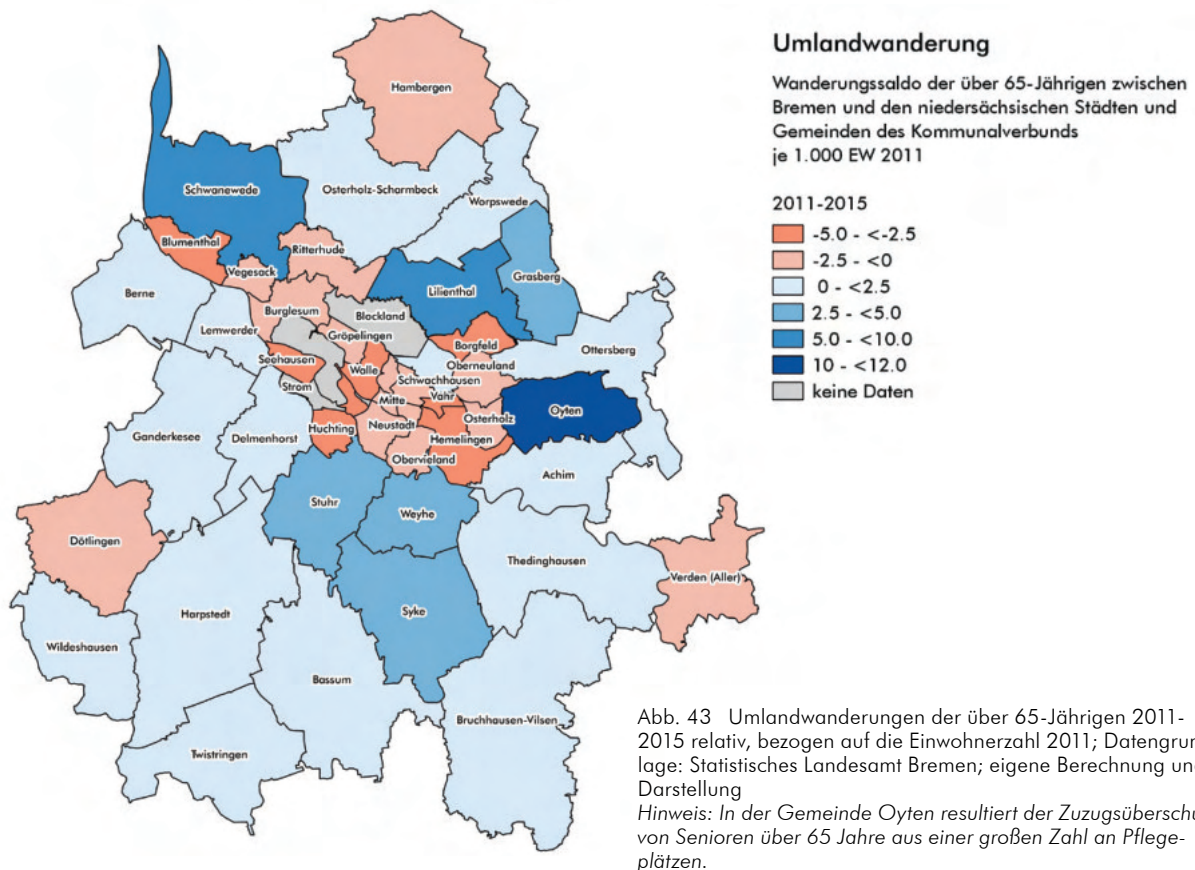 Umlandwanderung
Wanderungssaldo der über 65-Jährigen zwischen
Bremen und den niedersächsischen Städten und
Gemeinden des Kommunalverbunds
je 1.000 EW 2011
2011-2015
-5.0 - <-2.5
-2.5 - <0
0 - <2.5
2.5 - <5.0
5.0 - <10.0
10 - <12.0
keine Daten
Hambergen
Schwanewede
Osterholz-Scharmbeck
Worpswede
Blumenthal
Ritterhude
Vegesack
Grasberg
Berne
Lilienthal
Burglesum
Blockland
Lemwerder
Gröpelingen
Borgfeld
Ottersberg
Seehausen
Walle
Oberneuland
Strom
Schwachhausen
Mitte
Vahr
Oyten
Ganderkesee
Delmenhorst
Huchting
Neustadt
Osterholz
Hemelingen
Obervieland
Achim
Stuhr
Weyhe
Dötlingen
Thedinghausen
Verden (Aller)
Harpstedt
Syke
Wildeshausen
Bassum
Bruchhausen-Vilsen
Twistringen
Abb. 43 Umlandwanderungen der über 65-Jährigen 2011-
2015 relativ, bezogen auf die Einwohnerzahl 2011; Datengrun
lage: Statistisches Landesamt Bremen; eigene Berechnung un
Darstellung
Hinweis: In der Gemeinde Oyten resultiert der Zuzugsüberschu
von Senioren über 65 Jahre aus einer großen Zahl an Pflege-
plätzen.